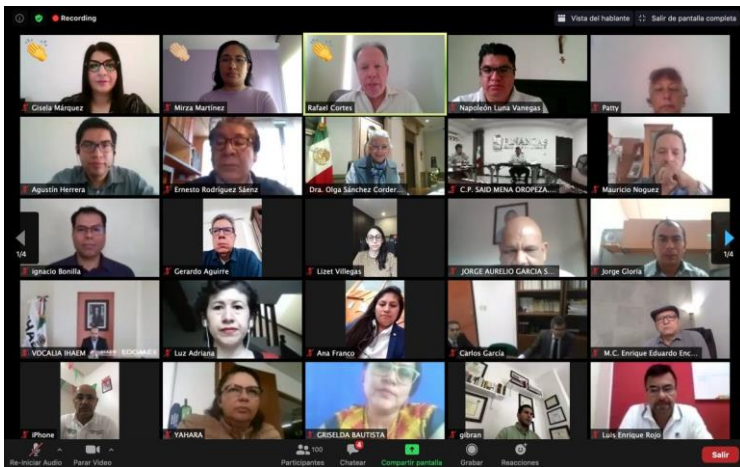 Recording
Vista del hablante
Salir de pantalla completa
Gisela Márquez
Mirza Martínez
Rafael Cortes
Napoleón Luna Vanegas
Patty
Agustín Herrera
Ernesto Rodríguez Sáenz
Dra. Olga Sánchez Corder...
FINANZAS
C.P. SAID MENA OROPEZA...
Mauricio Noguez
1/4
1/4
ignacio Bonilla
Gerardo Aguirre
Lizet Villegas
JORGE AURELIO GARCIA S...
Jorge Gloria
VOCALIA IHAEM
EDOMÉX
Luz Adriana
Ana Franco
Carlos García
M.C. Enrique Eduardo Enc...
iPhone
YAHARA
GRISELDA BAUTISTA
gibran
Luis Enrique Rojo
Re-Iniciar Audio
Parar Video
100
Participantes
4
Chatear
Compartir pantalla
Grabar
Reacciones
Salir